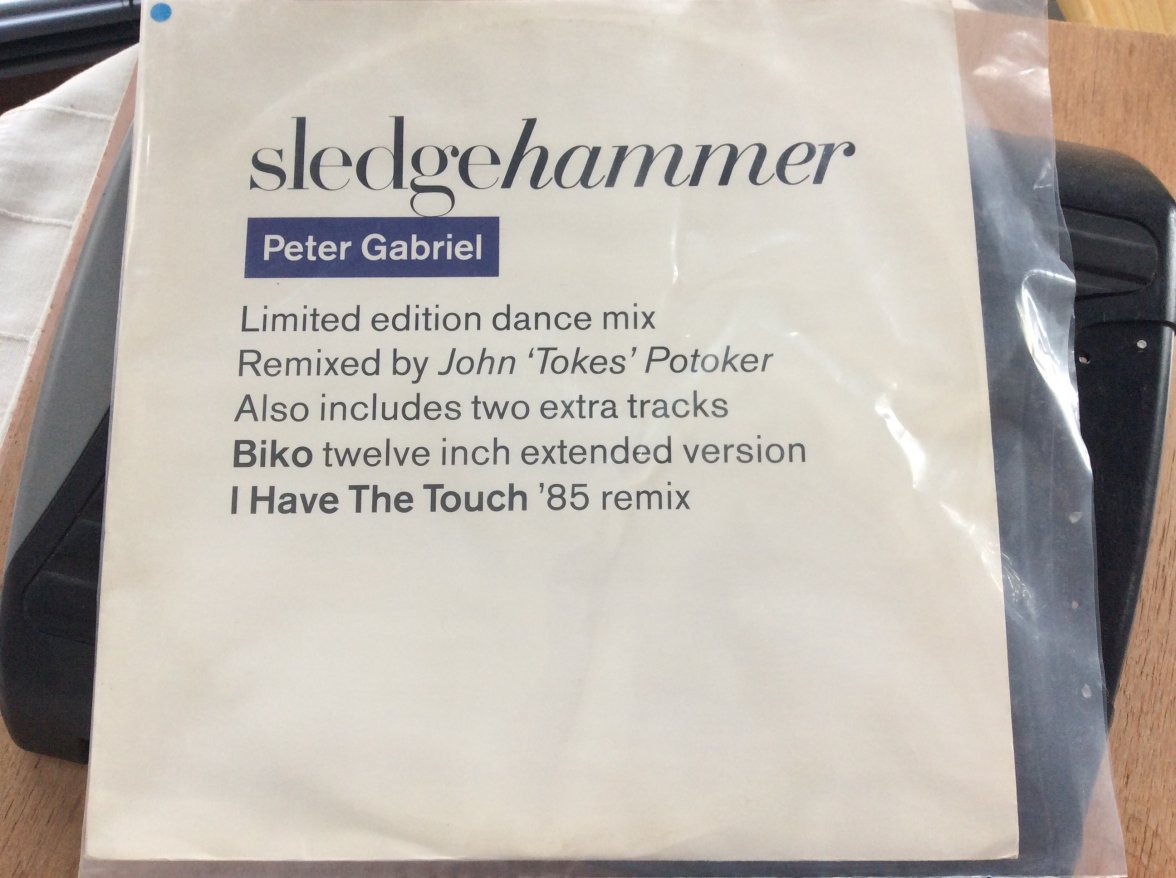 sledgehammer
Peter Gabriel
Limited edition dance mix
Remixed by John ‘Tokes’ Potoker
Also includes two extra tracks
Biko twelve inch extended version
I Have The Touch ’85 remix